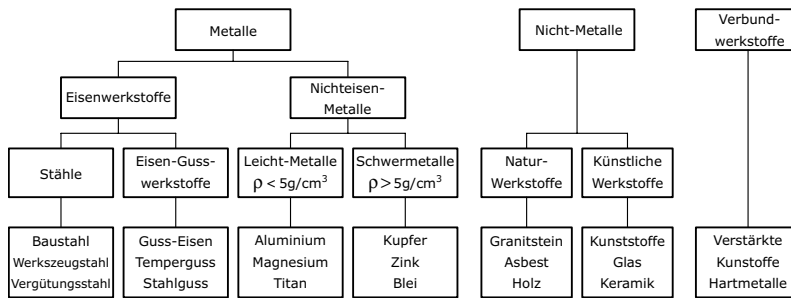 Metalle
Nicht-Metalle
Verbund-
werkstoffe
Eisenwerkstoffe
Nichteisen-
Metalle
Stähle
Eisen-Guss-
werkstoffe
Leicht-Metalle
ρ < 5g/cm³
Schwermetalle
ρ > 5g/cm³
Natur-
Werkstoffe
Künstliche
Werkstoffe
Baustahl
Werkszeugstahl
Vergütungsstahl
Guss-Eisen
Temperguss
Stahlguss
Aluminium
Magnesium
Titan
Kupfer
Zink
Blei
Granitstein
Asbest
Holz
Kunststoffe
Glas
Keramik
Verstärkte
Kunstoffe
Hartmetalle